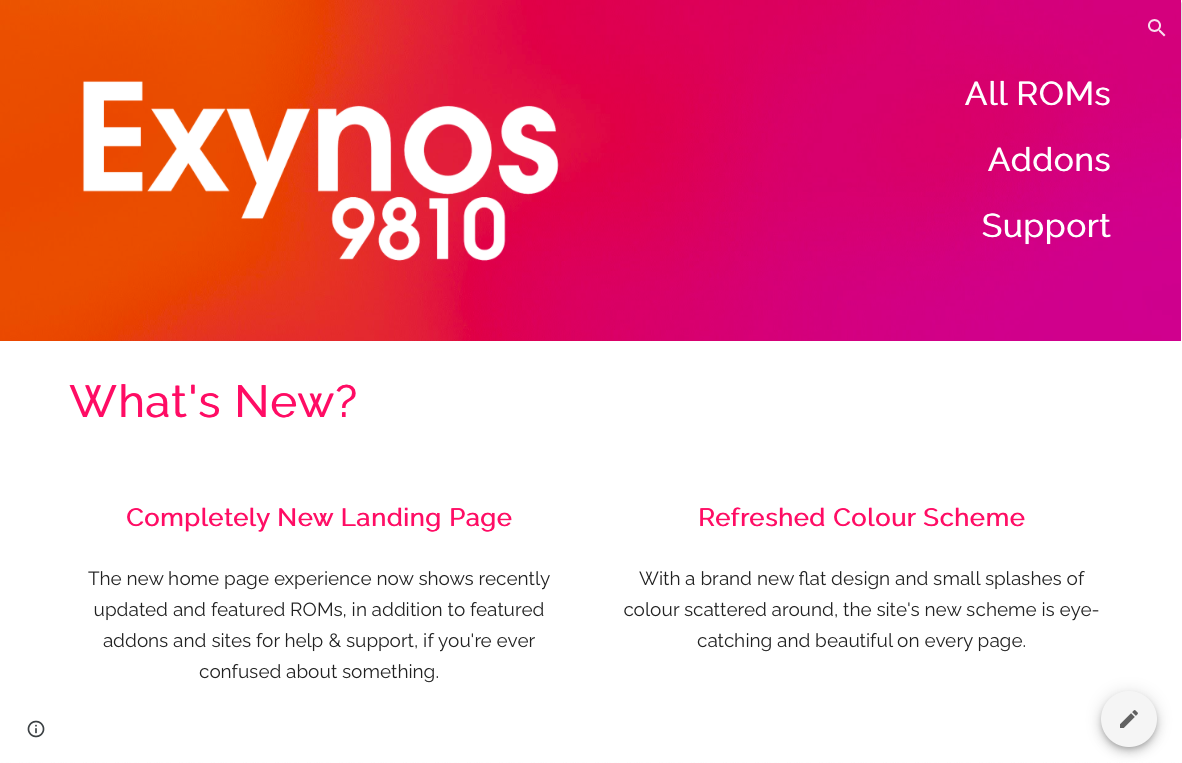 Exynos
9810
All ROMs
Addons
Support
What's New?
Completely New Landing Page
The new home page experience now shows recently
updated and featured ROMs, in addition to featured
addons and sites for help & support, if you're ever
confused about something.
Refreshed Colour Scheme
With a brand new flat design and small splashes of
colour scattered around, the site's new scheme is eye-
catching and beautiful on every page.